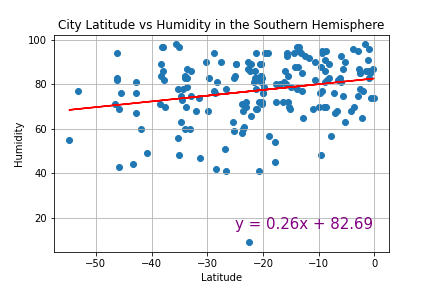 City Latitude vs Humidity in the Southern Hemisphere
100
80
60
40
20
Humidity
y = 0.26x + 82.69
−50
−40
−30
−20
−10
0
Latitude